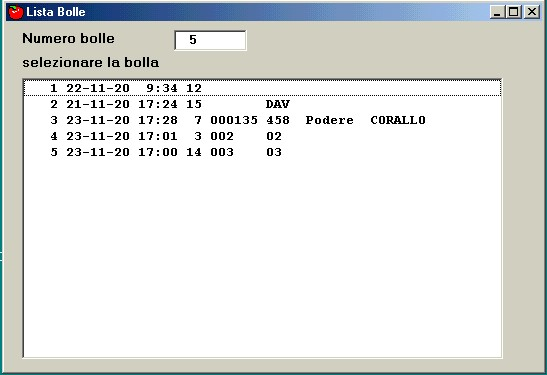 Lista Bolle
Numero bolle 5
selezionare la bolla
1 22-11-20 9:34 12
2 21-11-20 17:24 15 DAV
3 23-11-20 17:28 7 000135 458 Podere CORALLO
4 23-11-20 17:01 3 002 02
5 23-11-20 17:00 14 003 03